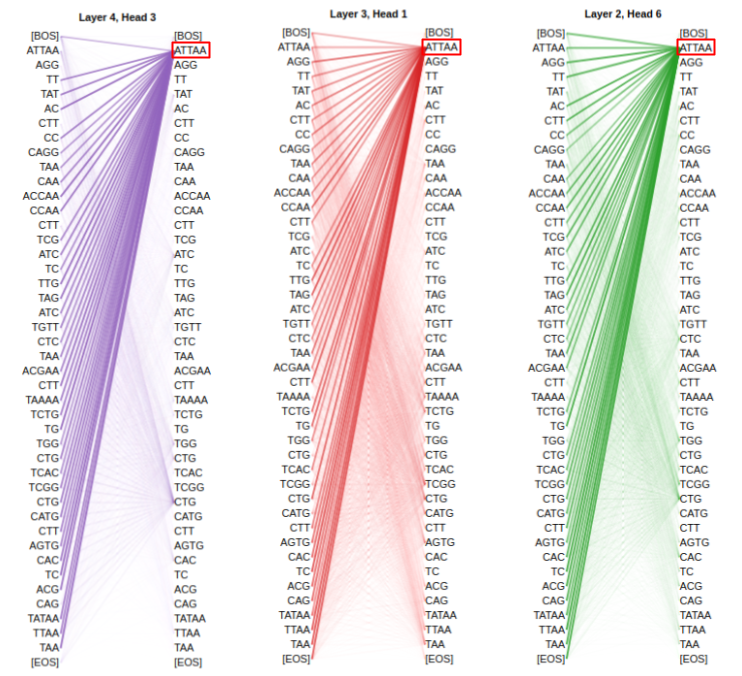 Layer 4, Head 3 Layer 3, Head 1 Layer 2, Head 6
[BOS] [BOS] [BOS] [BOS] [BOS] [BOS]
ATTAA ATTAA ATTAA ATTAA ATTAA ATTAA
AGG AGG AGG AGG AGG AGG
TT TT TT TT TT TT
TAT TAT TAT TAT TAT TAT
AC AC AC AC AC AC
CTT CTT CTT CTT CTT CTT
CC CC CC CC CC CC
CAGG CAGG CAGG CAGG CAGG CAGG
TAA TAA TAA TAA TAA TAA
CAA CAA CAA CAA CAA CAA
ACCAA ACCAA ACCAA ACCAA ACCAA ACCAA
CCAA CCAA CCAA CCAA CCAA CCAA
CTT CTT CTT CTT CTT CTT
TCG TCG TCG TCG TCG TCG
ATC ATC ATC ATC ATC ATC
TC TC TC TC TC TC
TTG TTG TTG TTG TTG TTG
TAG TAG TAG TAG TAG TAG
ATC ATC ATC ATC ATC ATC
TGTT TGTT TGTT TGTT TGTT TGTT
CTC CTC CTC CTC CTC CTC
TAA TAA TAA TAA TAA TAA
ACGAA ACGAA ACGAA ACGAA ACGAA ACGAA
CTT CTT CTT CTT CTT CTT
TAAAA TAAAA TAAAA TAAAA TAAAA TAAAA
TCTG TCTG TCTG TCTG TCTG TCTG
TG TG TG TG TG TG
TGG TGG TGG TGG TGG TGG
CTG CTG CTG CTG CTG CTG
TCAC TCAC TCAC TCAC TCAC TCAC
TCGG TCGG TCGG TCGG TCGG TCGG
CTG CTG CTG CTG CTG CTG
CATG CATG CATG CATG CATG CATG
CTT CTT CTT CTT CTT CTT
AGTG AGTG AGTG AGTG AGTG AGTG
CAC CAC CAC CAC CAC CAC
TC TC TC TC TC TC
ACG ACG ACG ACG ACG ACG
CAG CAG CAG CAG CAG CAG
TATAA TATAA TATAA TATAA TATAA TATAA
TTAA TTAA TTAA TTAA TTAA TTAA
TAA TAA TAA TAA TAA TAA
[EOS] [EOS] [EOS] [EOS] [EOS] [EOS]